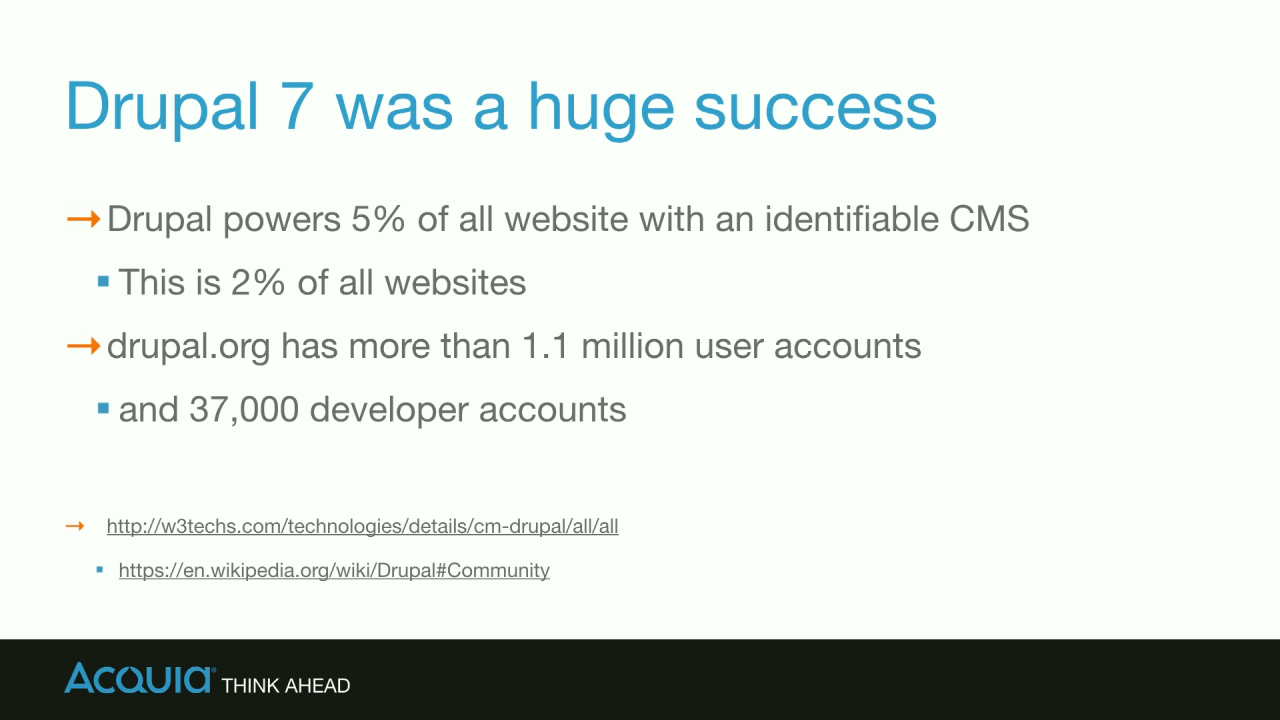 Drupal 7 was a huge success
→ Drupal powers 5% of all website with an identifiable CMS
▪ This is 2% of all websites
→ drupal.org has more than 1.1 million user accounts
▪ and 37,000 developer accounts
→ http://w3techs.com/technologies/details/cm-drupal/all/all
▪ https://en.wikipedia.org/wiki/Drupal#Community
ACQUIA® THINK AHEAD